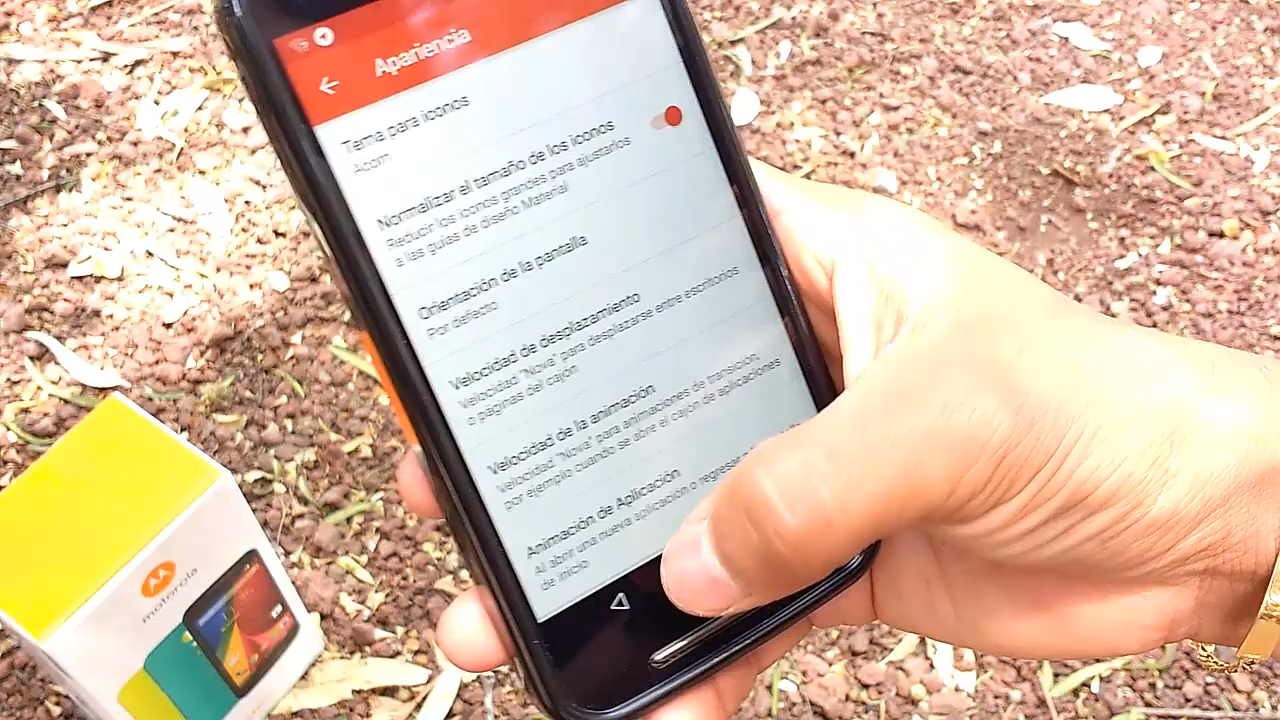 Apariencia
Tema para iconos
Acorn
Normalizar el tamaño de los iconos
Reducir los iconos grandes para ajustarlos
a las guías de diseño Material
Orientación de la pantalla
Por defecto
Velocidad de desplazamiento
Velocidad "Nova" para desplazarse entre escritorios
o páginas del cajón
Velocidad de la animación
Velocidad "Nova" para animaciones de transición,
por ejemplo cuando se abre el cajón de aplicaciones
Animación de Aplicación
Al abrir una nueva aplicación o regresar
de inicio
motorola